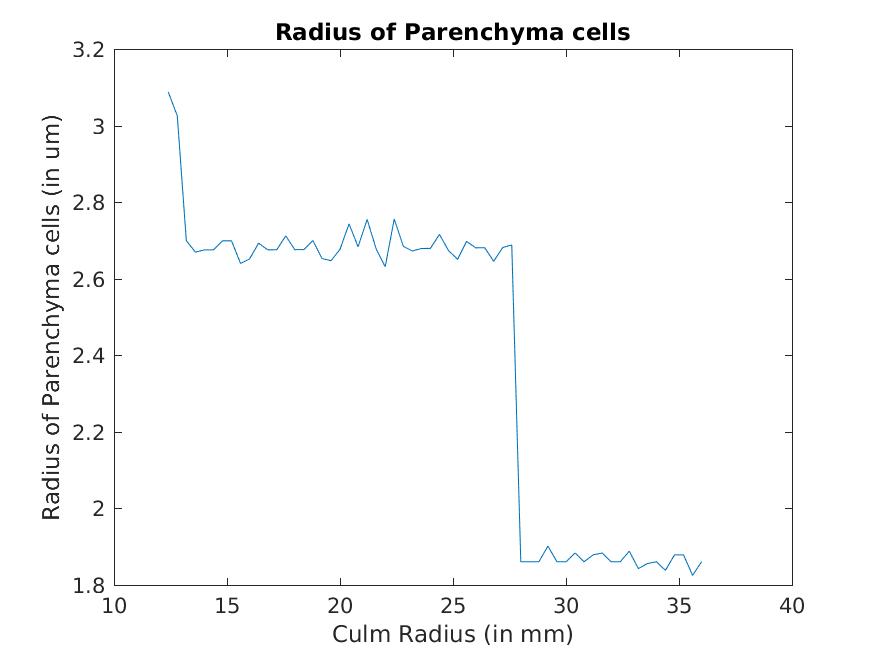 Radius of Parenchyma cells
3.2
3
2.8
2.6
2.4
2.2
2
1.8
Radius of Parenchyma cells (in um)
10 15 20 25 30 35 40
Culm Radius (in mm)